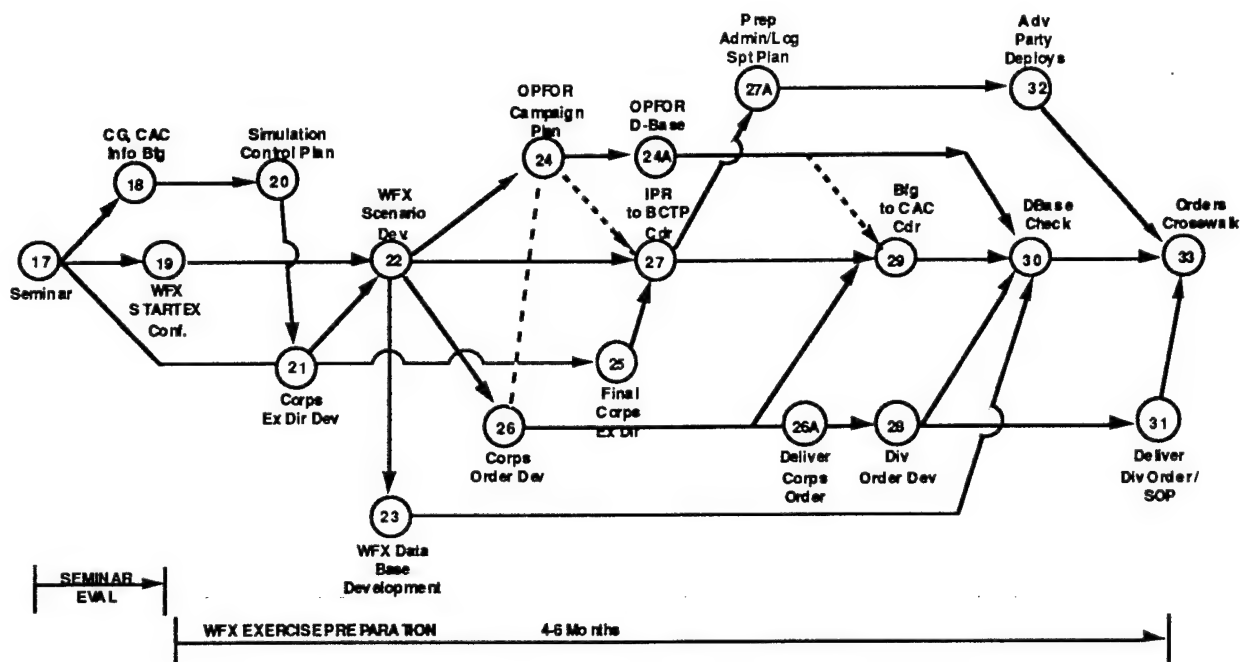 Prep
Admin/Log
Spt Plan
27A
Adv
Party
Deploys
32
OPFOR
Campaign
Plan
24
OPFOR
D-Base
24A
CG, CAC
Info Bfg
18
Simulation
Control Plan
20
WFX
Scenario
Dev.
22
IPR
to BCTP
Cdr
27
Bfg
to CAC
Cdr
29
DBase
Check
30
Orders
Crosswalk
33
17
Seminar
19
WFX
STARTEX
Conf.
21
Corps
Ex Dir Dev
25
Final
Corps
Ex Dir
26
Corps
Order Dev
26A
Deliver
Corps
Order
28
Div
Order Dev
31
Deliver
Div Order/
SOP
23
WFX Data
Base
Development
SEMINAR
EVAL
WFX EXERCISE PREPARATION 4-6 Months